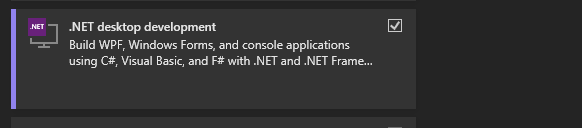 .NET
.NET desktop development
Build WPF, Windows Forms, and console applications
using C#, Visual Basic, and F# with .NET and .NET Frame...